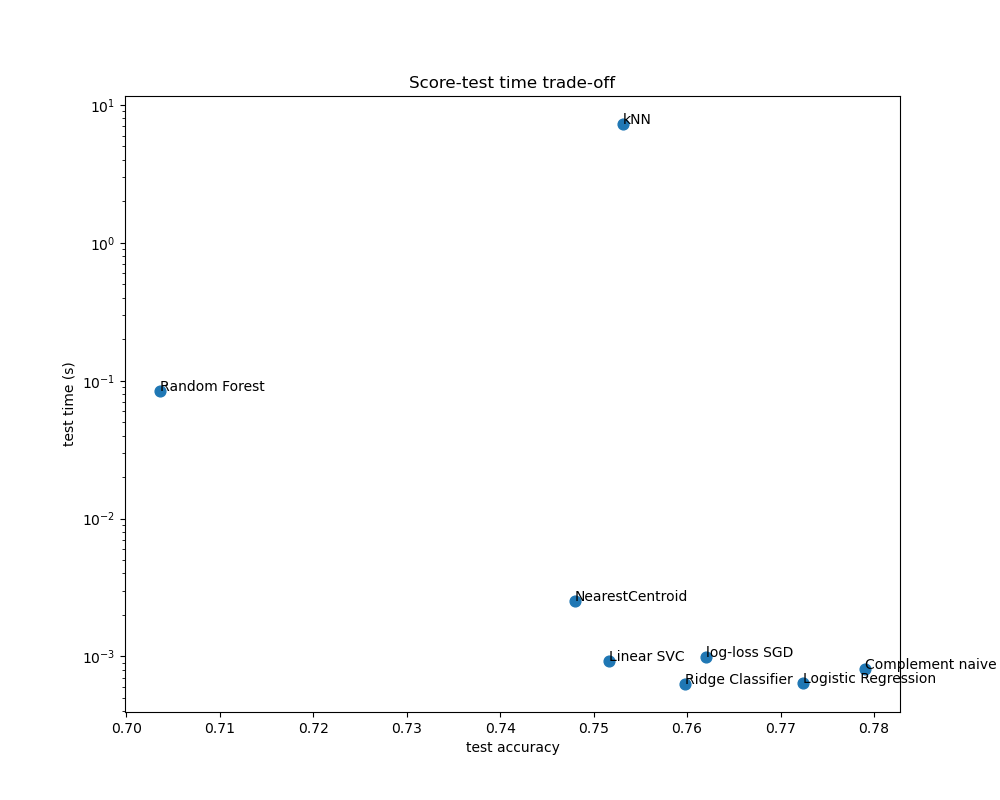 Score-test time trade-off
10¹
kNN
10⁰
10⁻¹
Random Forest
test time (s)
10⁻²
NearestCentroid
10⁻³
Linear SVC
log-loss SGD
Complement naive
Ridge Classifier
Logistic Regression
0.70 0.71 0.72 0.73 0.74 0.75 0.76 0.77 0.78
test accuracy